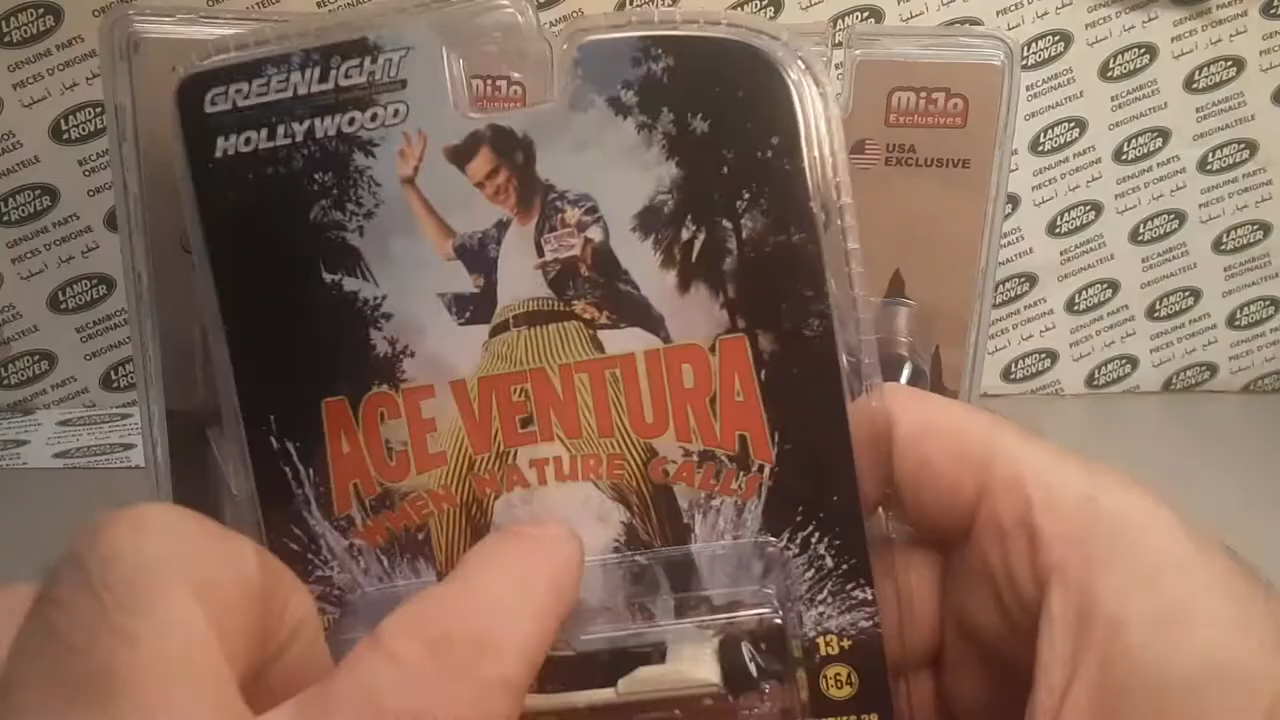 GREENLIGHT
HOLLYWOOD
MiJo
clusives
MiJo
Exclusives
USA
EXCLUSIVE
ACE VENTURA
WHEN NATURE CALLS
13+
1:64
LAND
ROVER
GENUINE PARTS
PIECES D'ORIGINE
قطع غيار أصلية
RECAMBIOS
ORIGINALES
ORIGINALTEILE